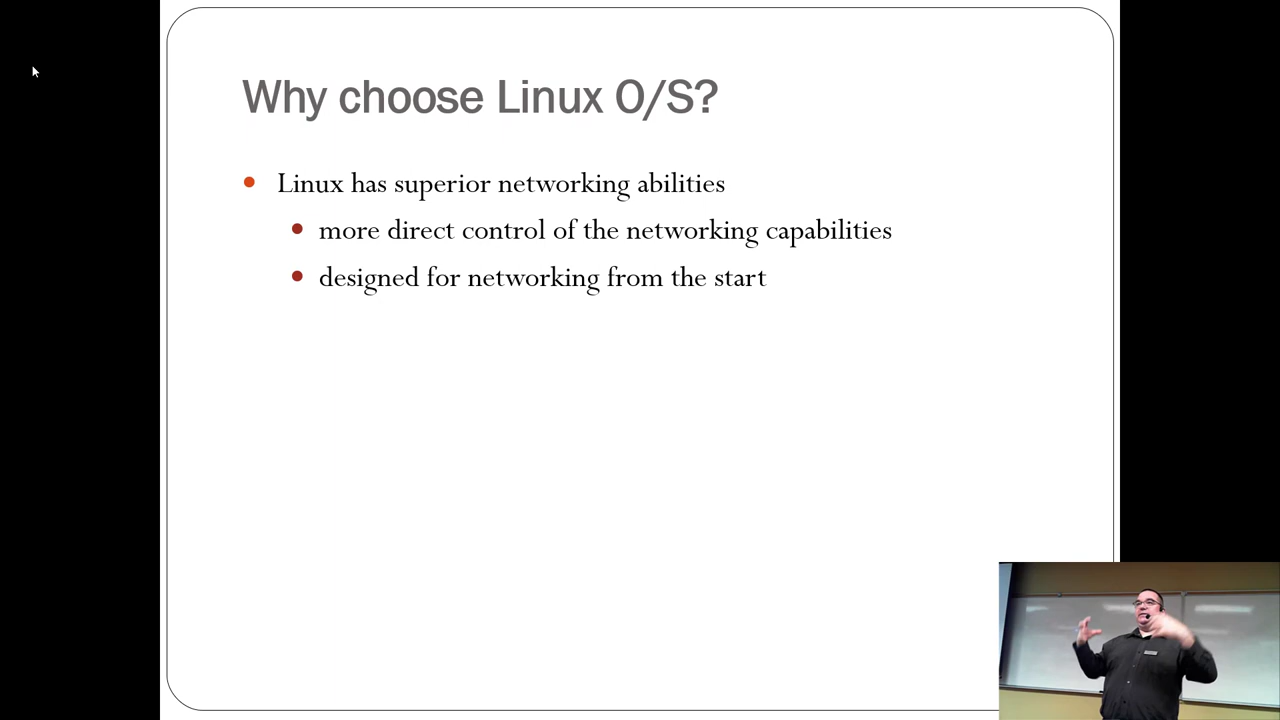 Why choose Linux O/S?
Linux has superior networking abilities
more direct control of the networking capabilities
designed for networking from the start